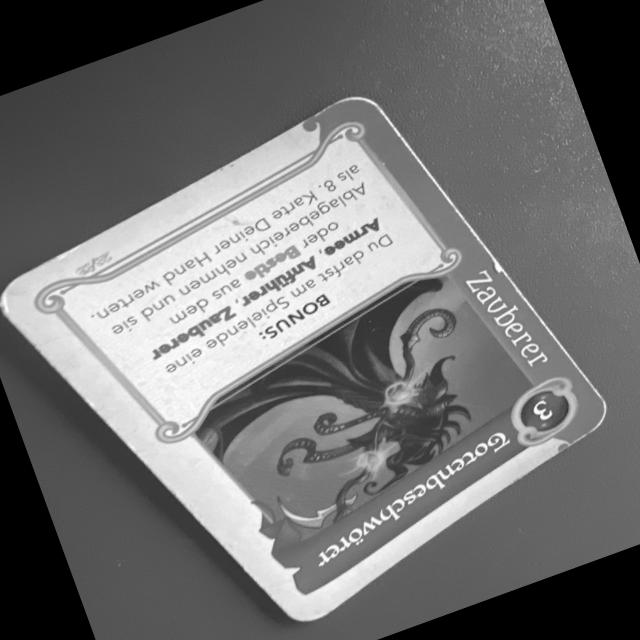 3
Götzenbeschwörer
Zauberer
BONUS:
Du darfst am Spielende eine
Armee, Anführer, Zauberer
oder Bestie aus dem
Ablagebereich nehmen und sie
als 8. Karte Deiner Hand werten.